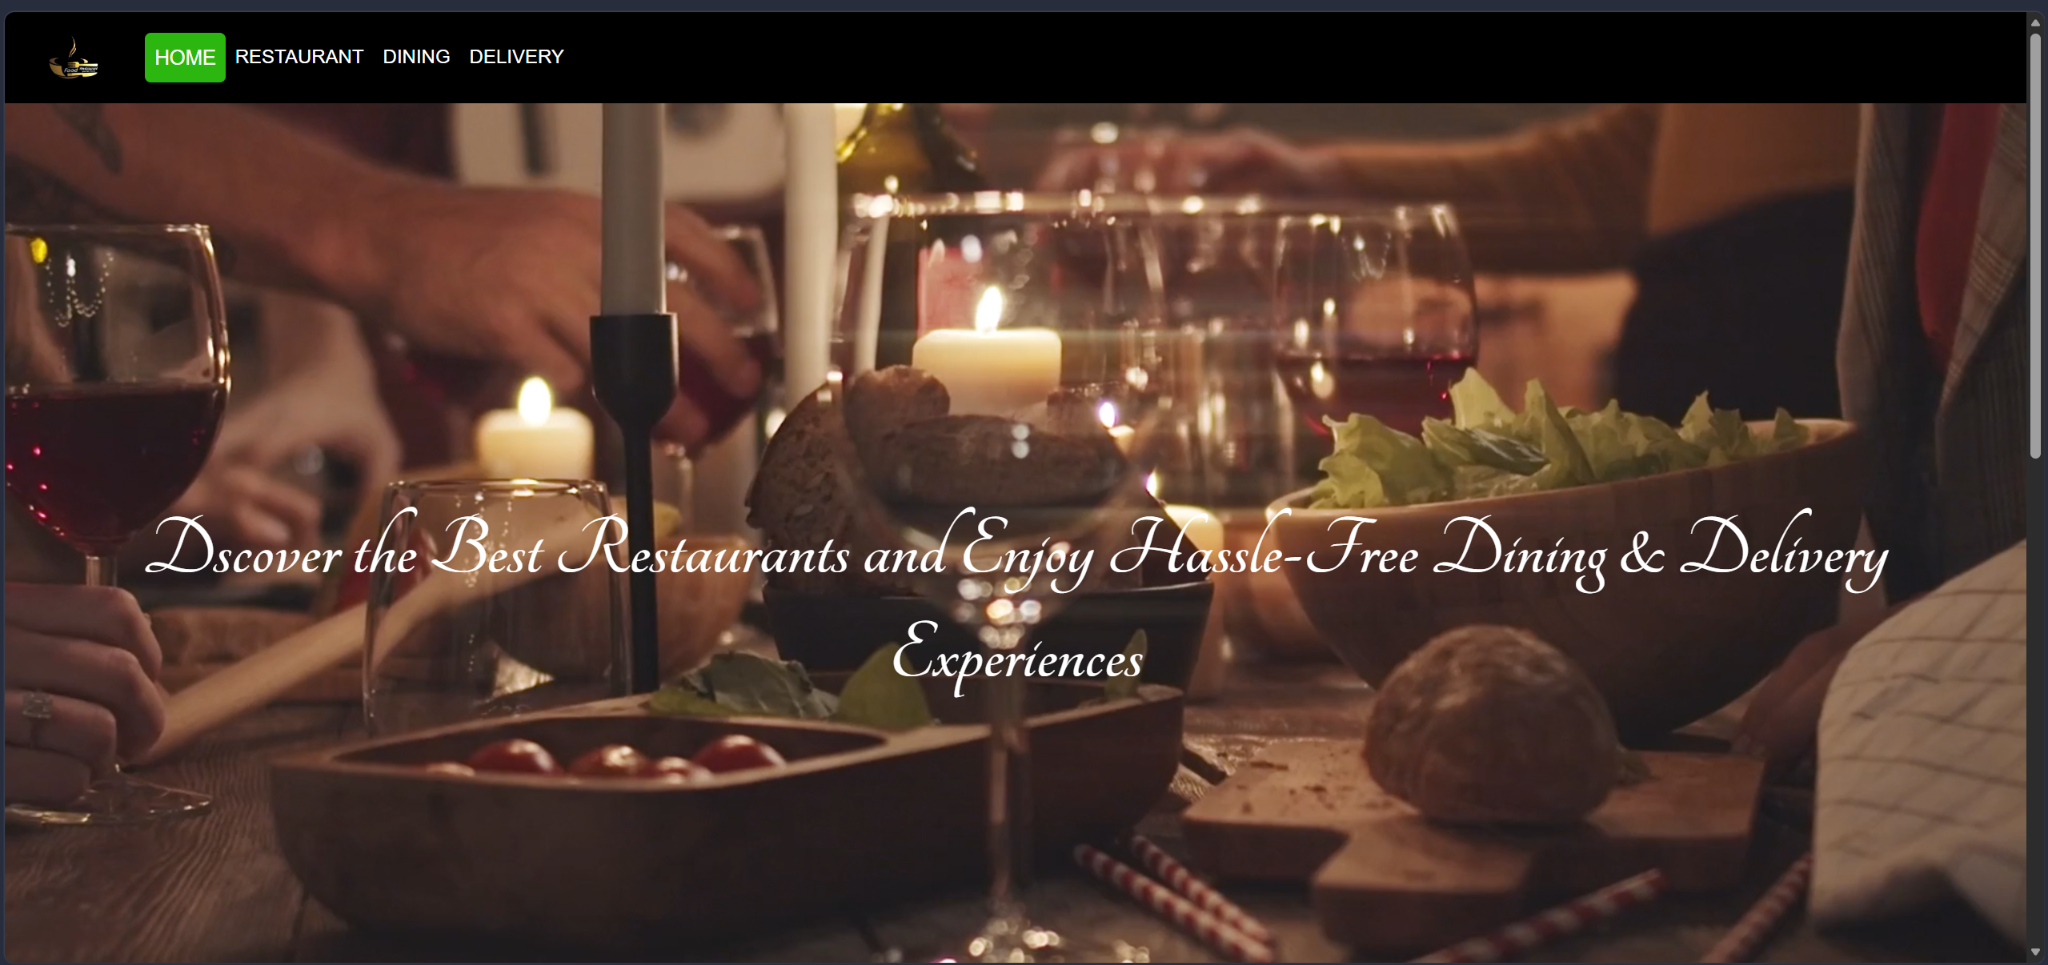 HOME RESTAURANT DINING DELIVERY
Dscover the Best Restaurants and Enjoy Hassle-Free Dining & Delivery
Experiences